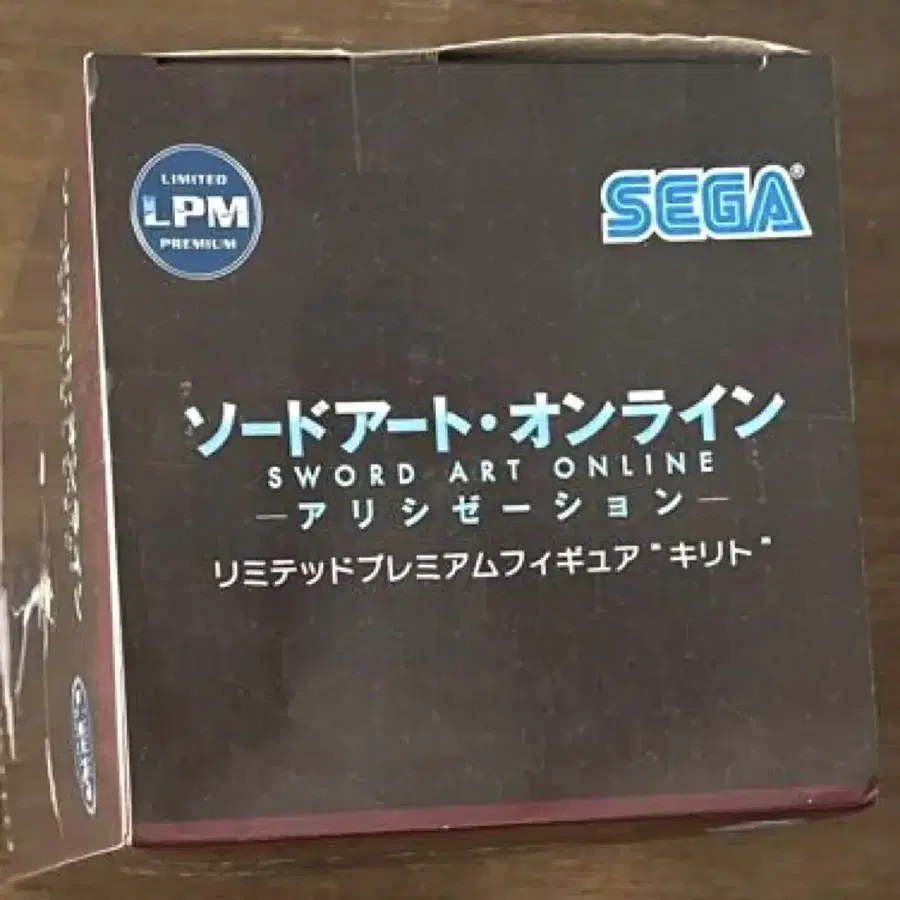 LIMITED
LPM
PREMIUM
SEGA®
ソードアート・オンライン
SWORD ART ONLINE
―アリシゼーション―
リミテッドプレミアムフィギュア"キリト"